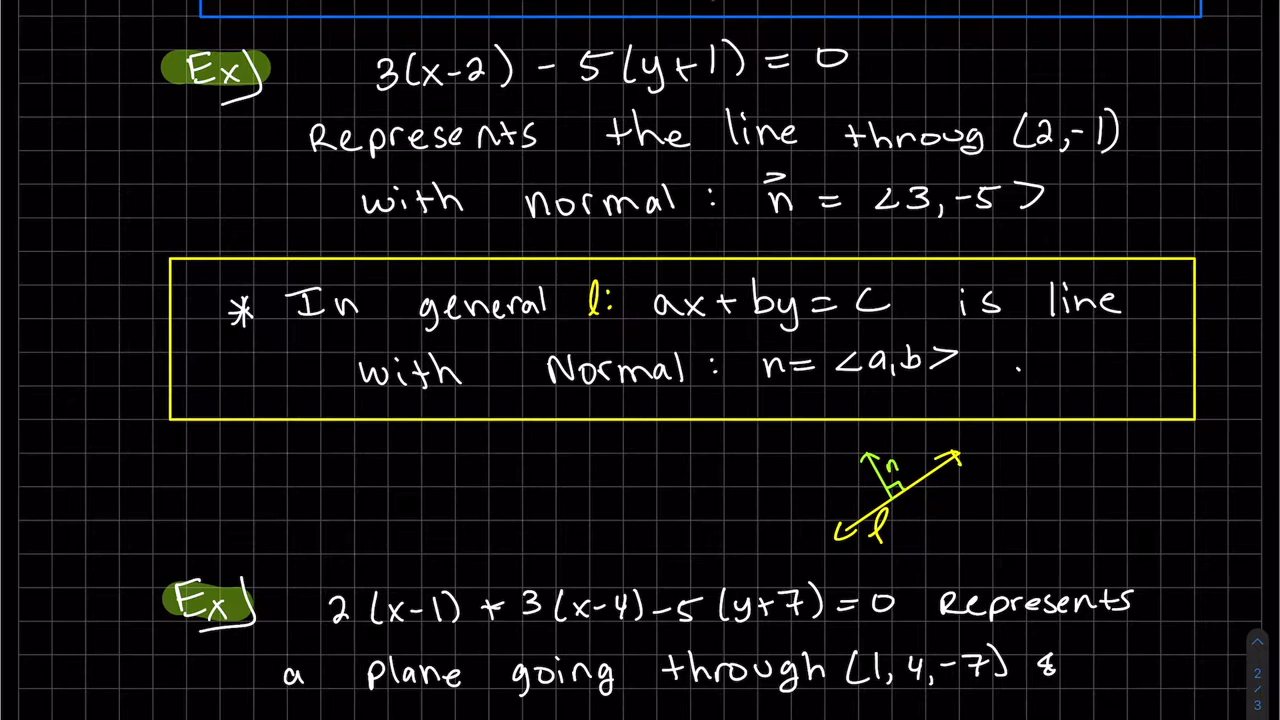 Ex) 3(x-2) - 5(y+1) = 0
Represents the line throug (2,-1)
with normal: n⃗ = <3,-5>
* In general l: ax + by = C is line
with Normal: n = <a,b> .
n
l
Ex) 2(x-1) + 3(x-4) - 5(y+7) = 0 Represents
a plane going through (1, 4, -7) &
2
/
3